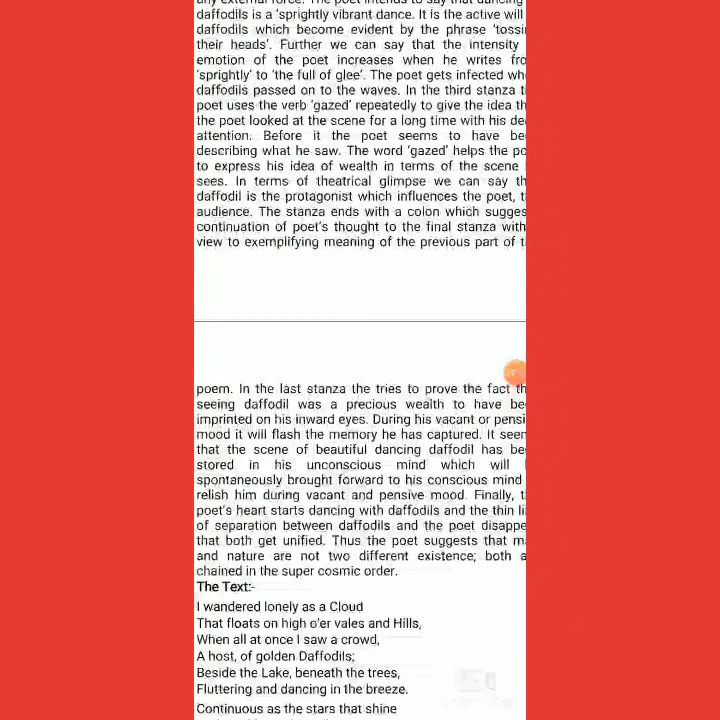 any external force. The poet intends to say that dancing
daffodils is a 'sprightly vibrant dance. It is the active will
daffodils which become evident by the phrase 'tossi
their heads'. Further we can say that the intensity
emotion of the poet increases when he writes fro
'sprightly' to 'the full of glee'. The poet gets infected wh
daffodils passed on to the waves. In the third stanza t
poet uses the verb 'gazed' repeatedly to give the idea th
the poet looked at the scene for a long time with his de
attention. Before it the poet seems to have be
describing what he saw. The word 'gazed' helps the po
to express his idea of wealth in terms of the scene
sees. In terms of theatrical glimpse we can say th
daffodil is the protagonist which influences the poet, t
audience. The stanza ends with a colon which sugges
continuation of poet's thought to the final stanza with
view to exemplifying meaning of the previous part of t
poem. In the last stanza the tries to prove the fact th
seeing daffodil was a precious wealth to have be
imprinted on his inward eyes. During his vacant or pensi
mood it will flash the memory he has captured. It seem
that the scene of beautiful dancing daffodil has be
stored in his unconscious mind which will
spontaneously brought forward to his conscious mind
relish him during vacant and pensive mood. Finally, t
poet's heart starts dancing with daffodils and the thin li
of separation between daffodils and the poet disappe
that both get unified. Thus the poet suggests that m
and nature are not two different existence; both a
chained in the super cosmic order.
The Text:-
I wandered lonely as a Cloud
That floats on high o'er vales and Hills,
When all at once I saw a crowd,
A host, of golden Daffodils;
Beside the Lake, beneath the trees,
Fluttering and dancing in the breeze.
Continuous as the stars that shine